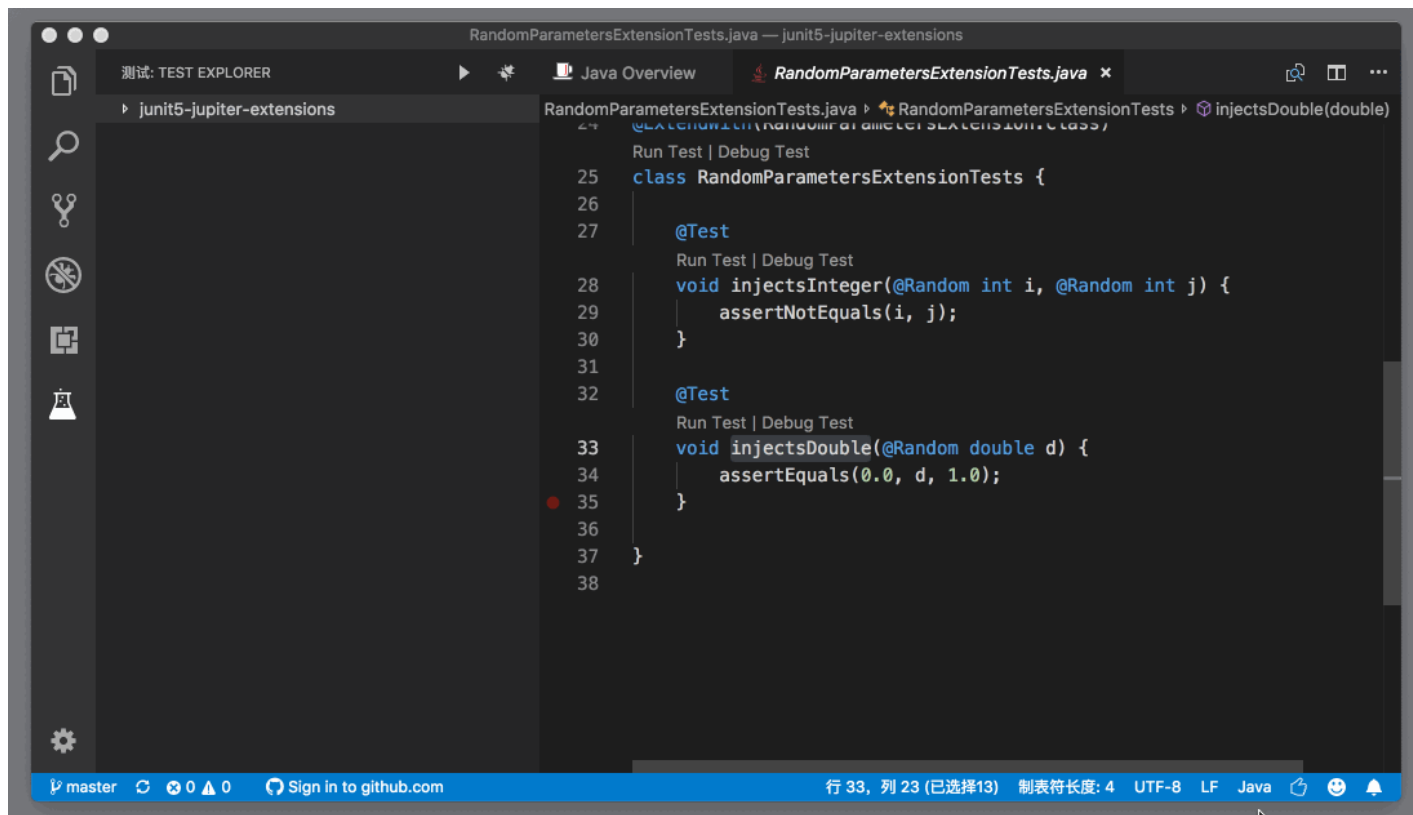 RandomParametersExtensionTests.java — junit5-jupiter-extensions
测试: TEST EXPLORER
junit5-jupiter-extensions
Java Overview
RandomParametersExtensionTests.java ×
RandomParametersExtensionTests.java RandomParametersExtensionTests injectsDouble(double)
24 @ExtendWith(RandomParametersExtension.class)
Run Test | Debug Test
25 class RandomParametersExtensionTests {
26
27 @Test
Run Test | Debug Test
28 void injectsInteger(@Random int i, @Random int j) {
29 assertNotEquals(i, j);
30 }
31
32 @Test
Run Test | Debug Test
33 void injectsDouble(@Random double d) {
34 assertEquals(0.0, d, 1.0);
35 }
36
37 }
38
master 0 0 Sign in to github.com 行 33，列 23 (已选择13) 制表符长度: 4 UTF-8 LF Java